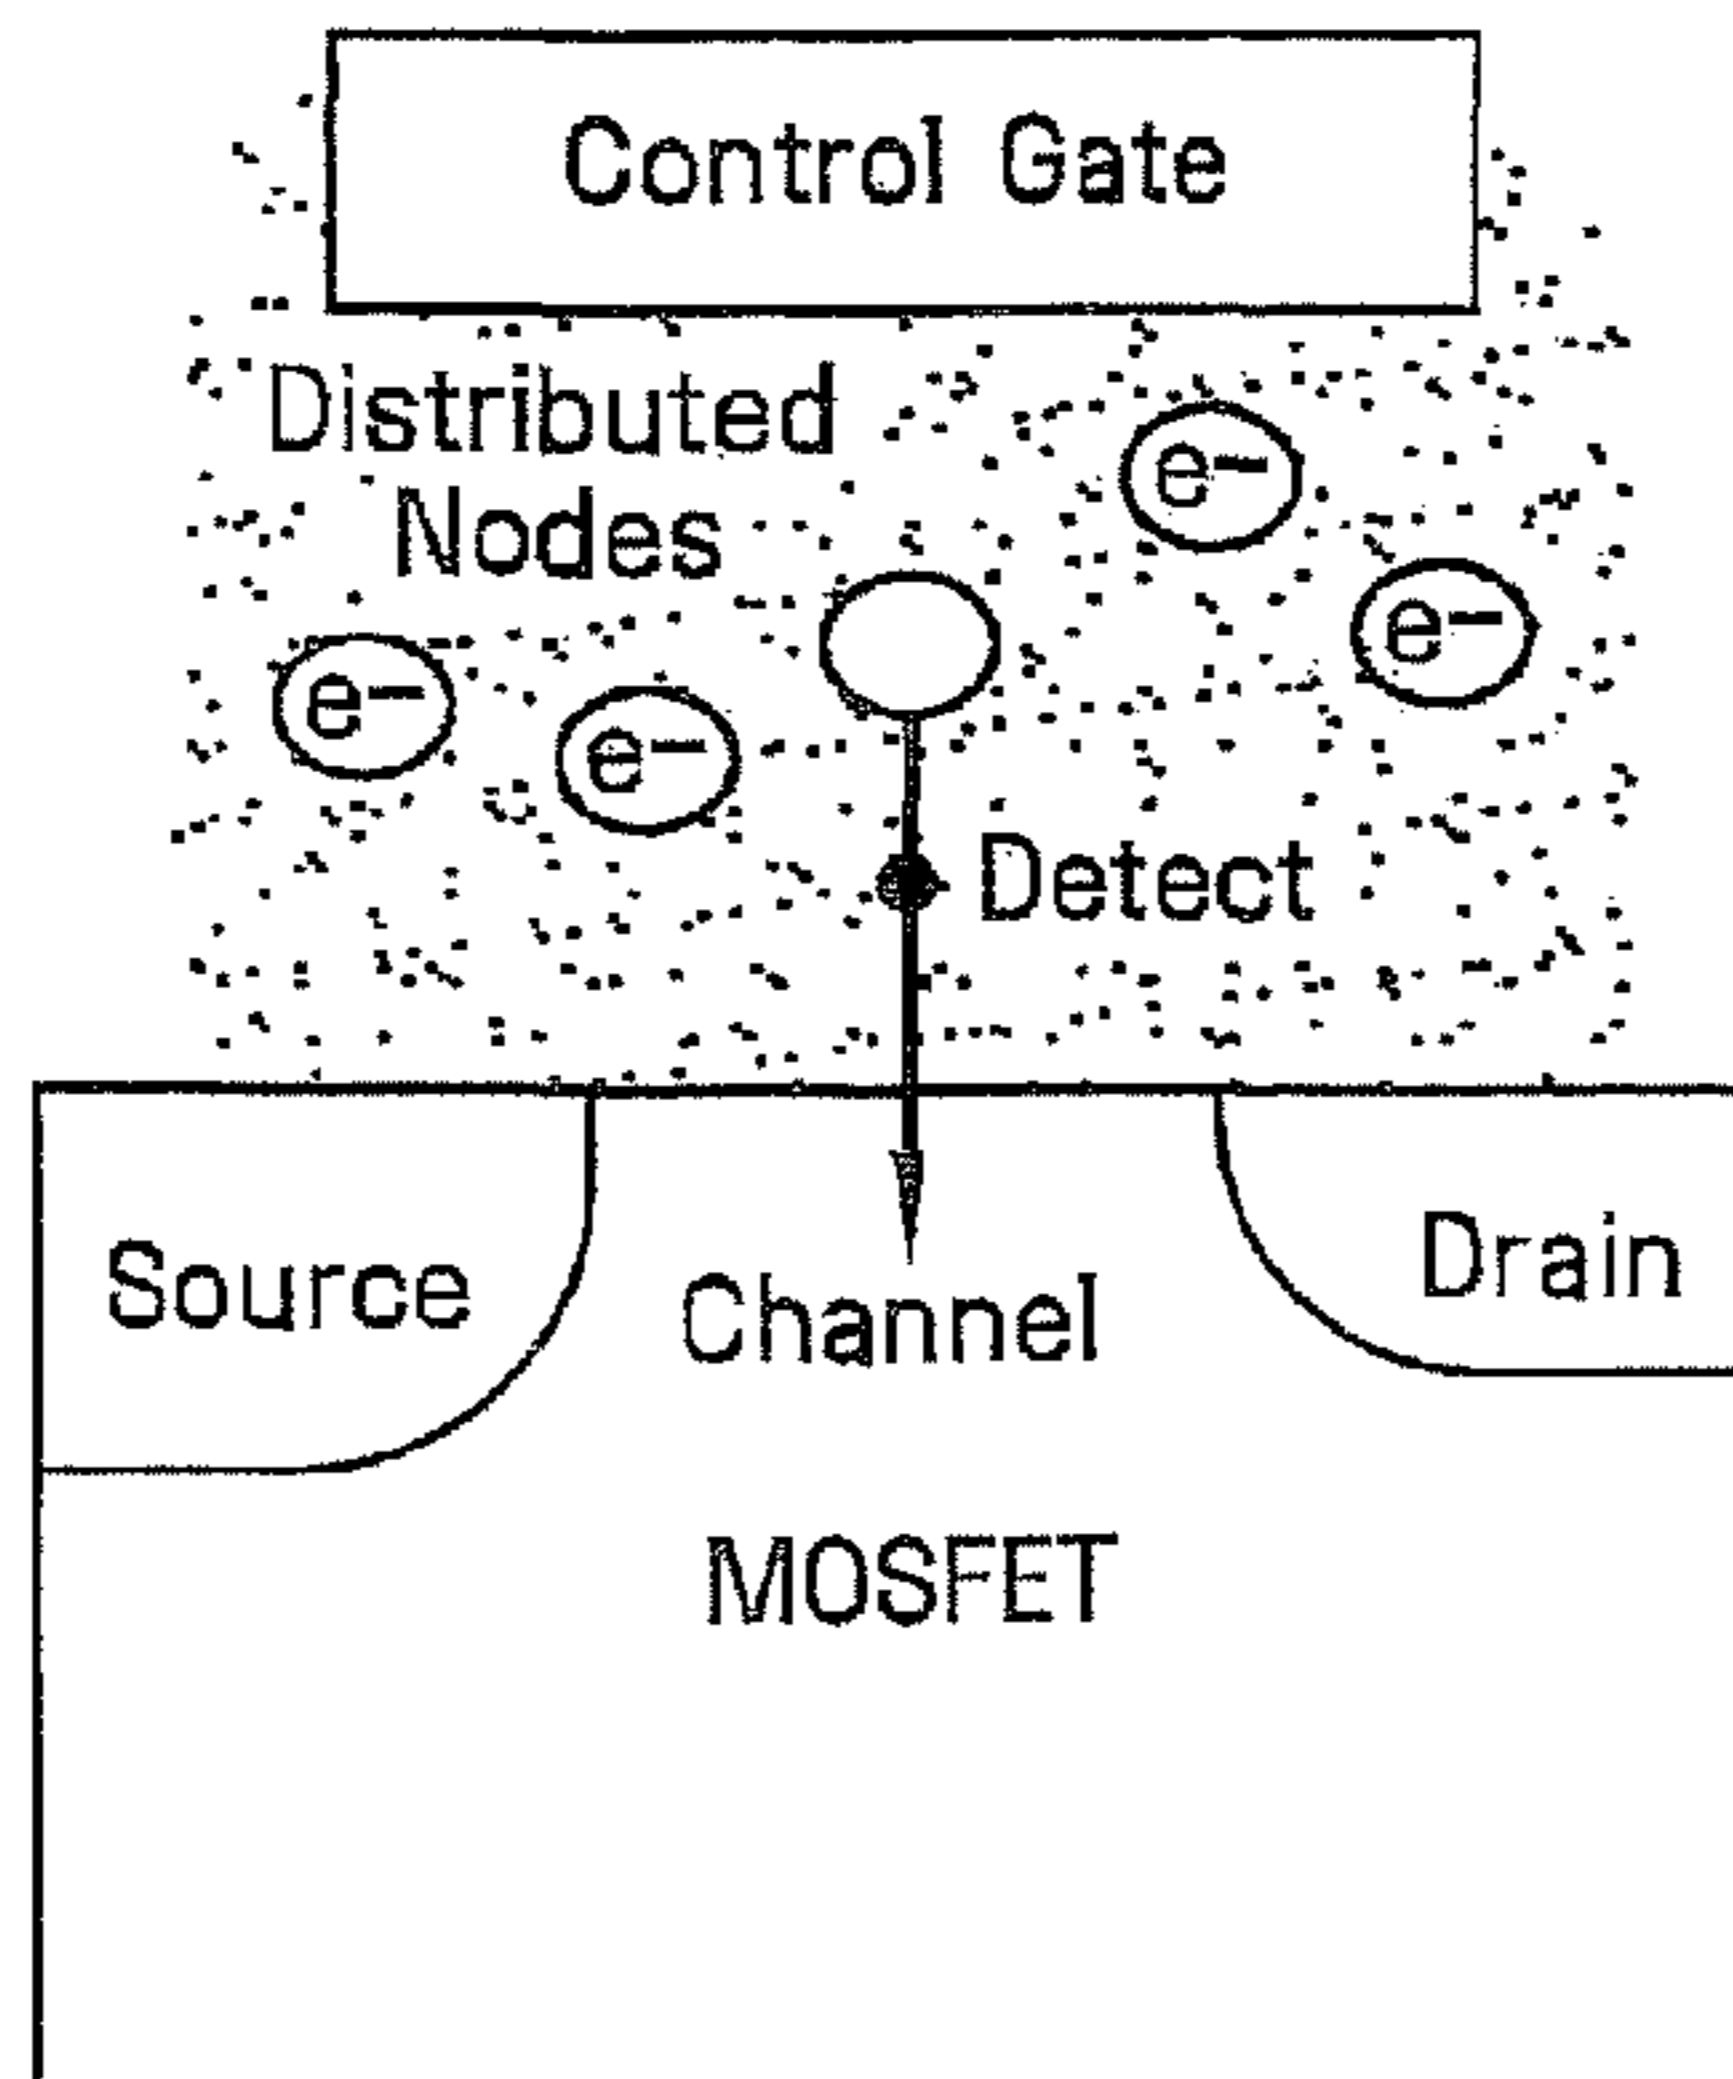 Control Gate
Distributed
Nodes
e−
e−
e−
e−
Detect
Source
Channel
Drain
MOSFET